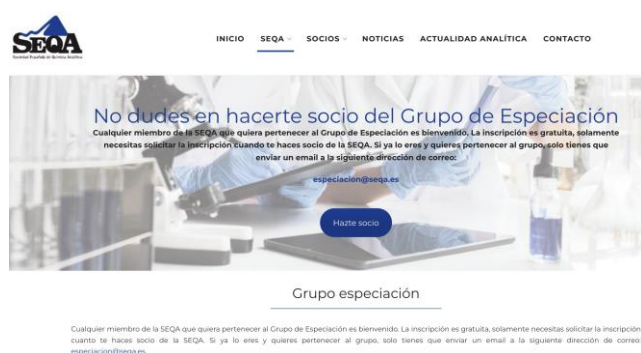 SEQA
Sociedad Española de Química Analítica
INICIO SEQA SOCIOS NOTICIAS ACTUALIDAD ANALÍTICA CONTACTO
No dudes en hacerte socio del Grupo de Especiación
Cualquier miembro de la SEQA que quiera pertenecer al Grupo de Especiación es bienvenido. La inscripción es gratuita, solamente
necesitas solicitar la inscripción cuando te haces socio de la SEQA. Si ya lo eres y quieres pertenecer al grupo, solo tienes que
enviar un email a la siguiente dirección de correo:
especiacion@seqa.es
Hazte socio
Grupo especiación
Cualquier miembro de la SEQA que quiera pertenecer al Grupo de Especiación es bienvenido. La inscripción es gratuita, solamente necesitas solicitar la inscripción
cuanto te haces socio de la SEQA. Si ya lo eres y quieres pertenecer al grupo, solo tienes que enviar un email a la siguiente dirección de correo,
especiacion@seqa.es